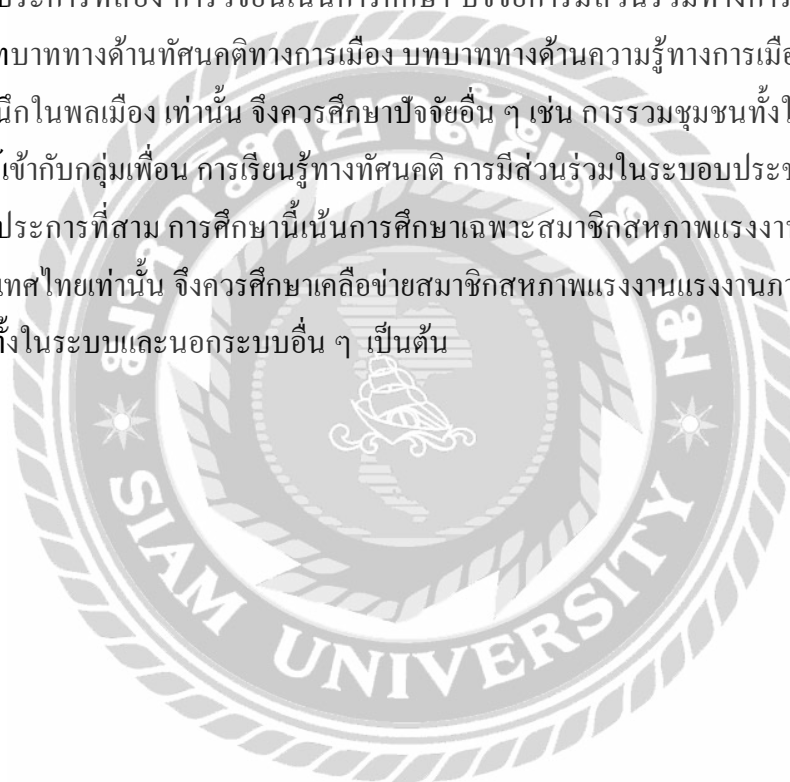 ประการที่สอง การวิจัยนี้เน้นการศึกษา ปัจจัยการมีส่วนร่วมทางการ
ทบาททางด้านทัศนคติทางการเมือง บทบาททางด้านความรู้ทางการเมือ
นึกในพลเมือง เท่านั้น จึงควรศึกษาปัจจัยอื่น ๆ เช่น การรวมชุมชนทั้งใ
เข้ากับกลุ่มเพื่อน การเรียนรู้ทางทัศนคติ การมีส่วนร่วมในระบอบประช
ประการที่สาม การศึกษานี้เน้นการศึกษาเฉพาะสมาชิกสหภาพแรงงา
เทศไทยเท่านั้น จึงควรศึกษาเครือข่ายสมาชิกสหภาพแรงงานแรงงานภา
ทั้งในระบบและนอกระบบอื่น ๆ เป็นต้น
มหาวิทยาลัยสยาม
SIAM UNIVERSITY